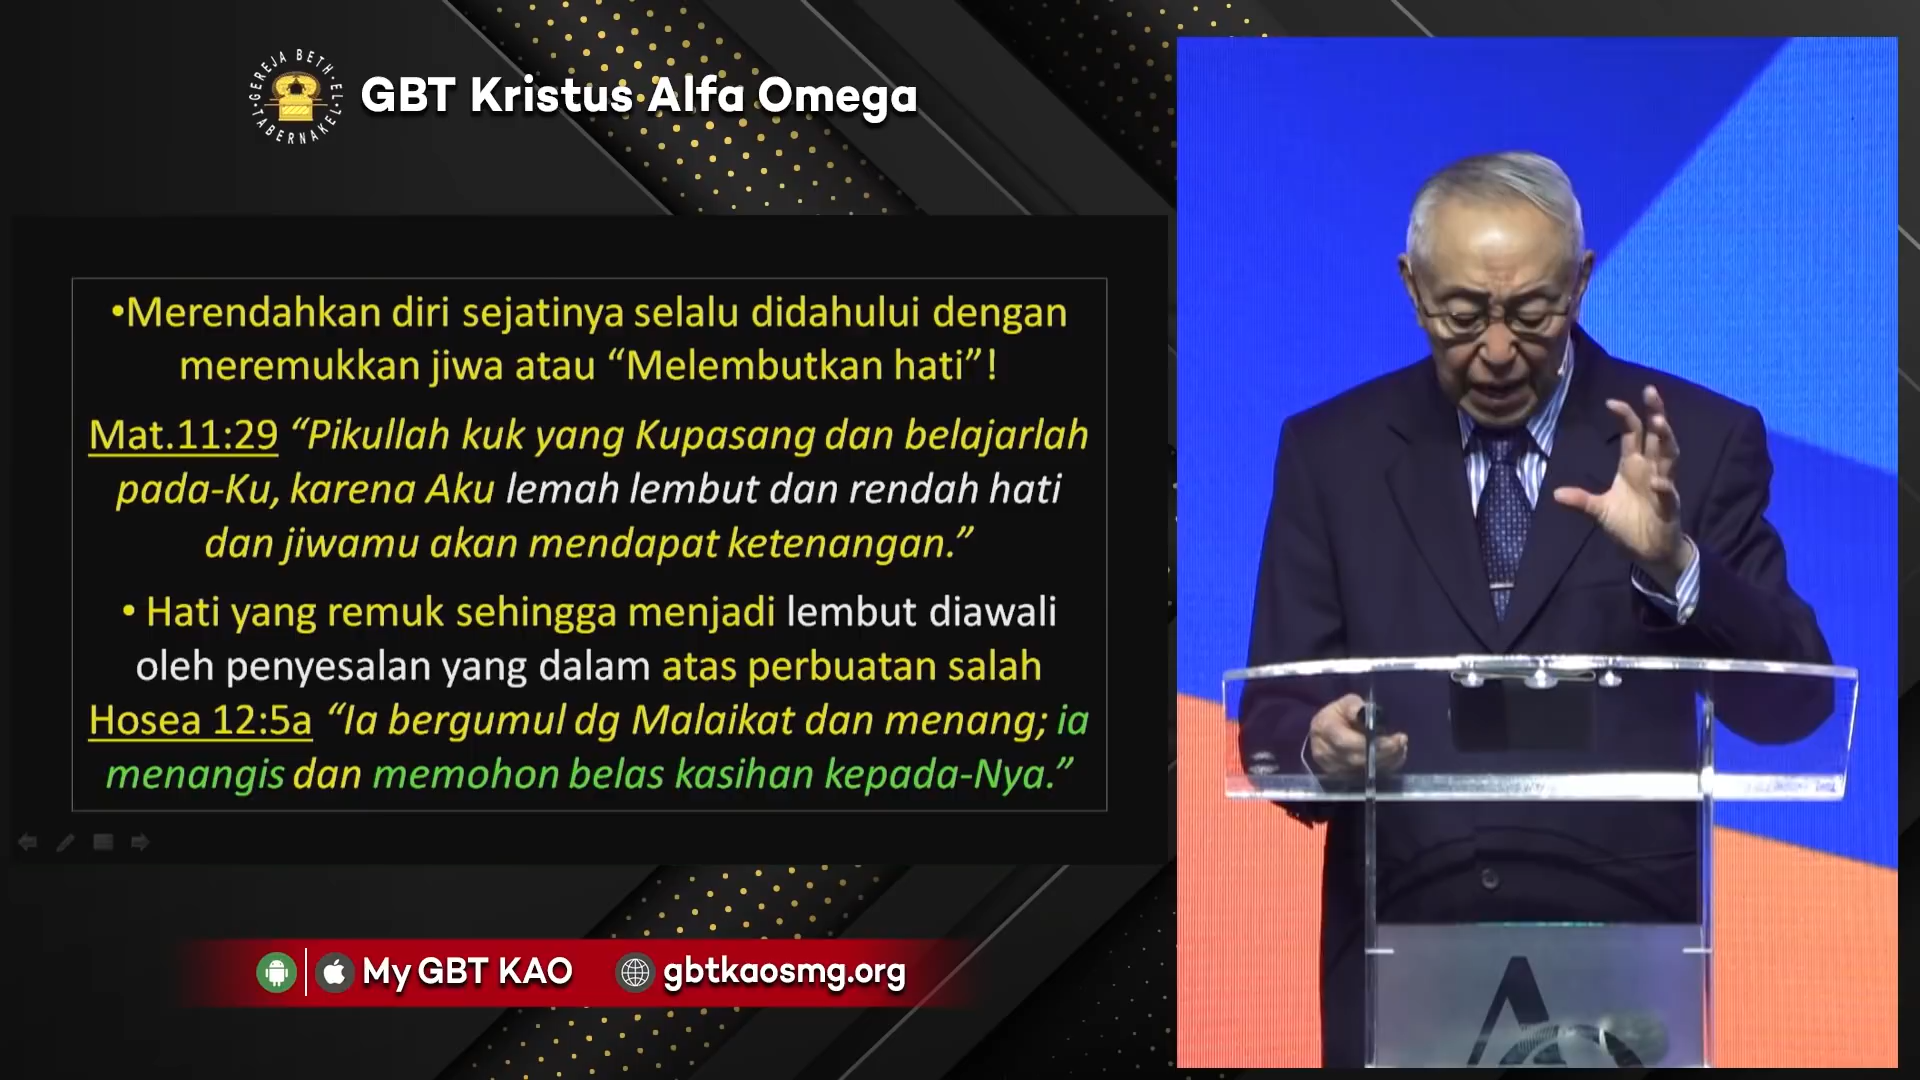 GEREJA BETH-EL TABERNAKEL
GBT Kristus Alfa Omega
•Merendahkan diri sejatinya selalu didahului dengan
meremukkan jiwa atau “Melembutkan hati”!
Mat.11:29 “Pikullah kuk yang Kupasang dan belajarlah
pada-Ku, karena Aku lemah lembut dan rendah hati
dan jiwamu akan mendapat ketenangan.”
• Hati yang remuk sehingga menjadi lembut diawali
oleh penyesalan yang dalam atas perbuatan salah
Hosea 12:5a “Ia bergumul dg Malaikat dan menang; ia
menangis dan memohon belas kasihan kepada-Nya.”
My GBT KAO
gbtkaosmg.org